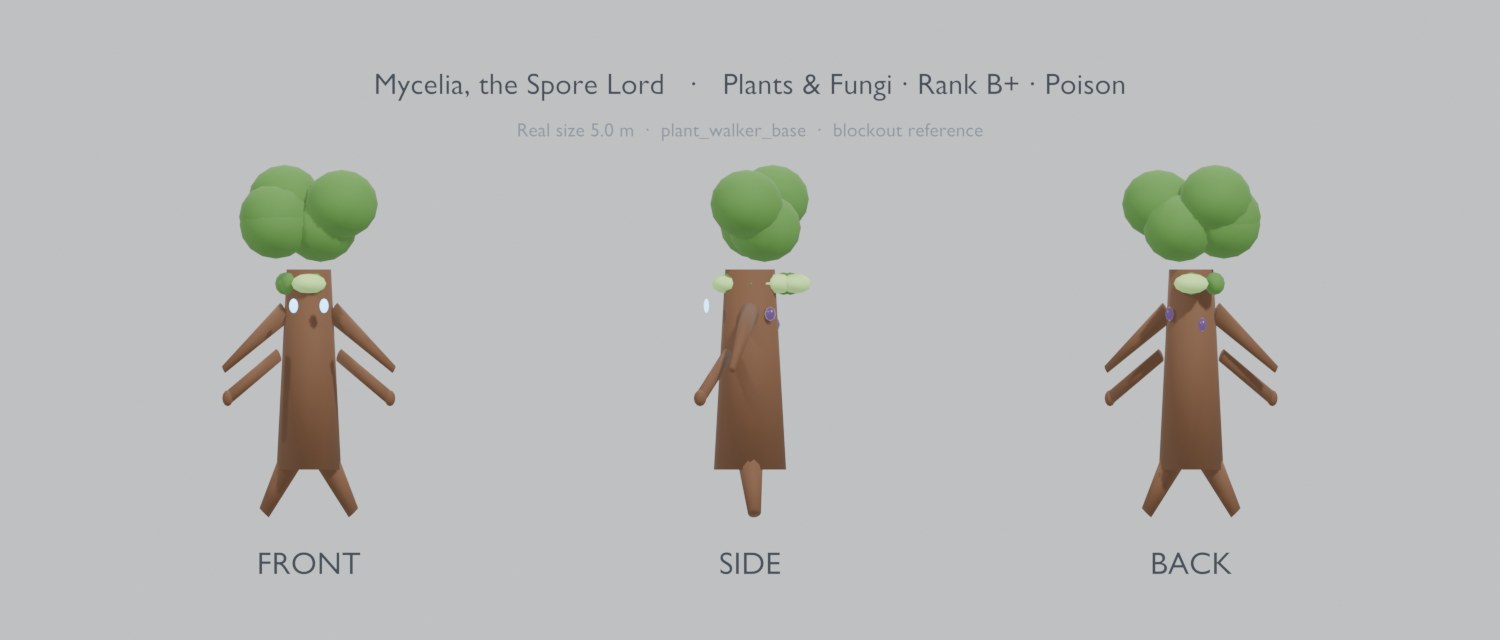 Mycelia, the Spore Lord · Plants & Fungi · Rank B+ · Poison
Real size 5.0 m · plant_walker_base · blockout reference
FRONT SIDE BACK